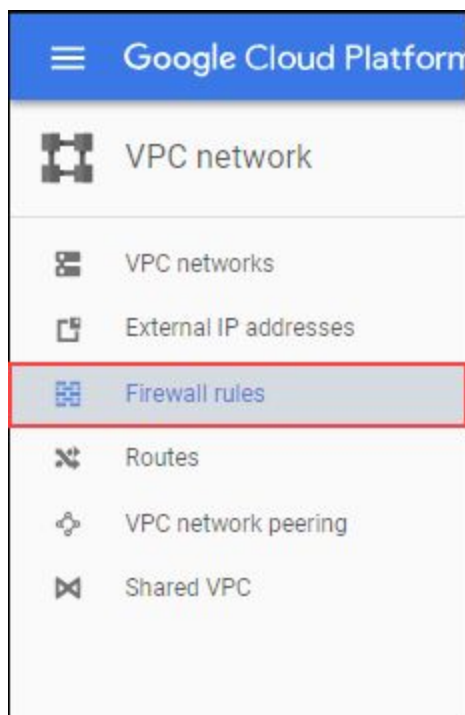 Google Cloud Platform
VPC network
VPC networks
External IP addresses
Firewall rules
Routes
VPC network peering
Shared VPC